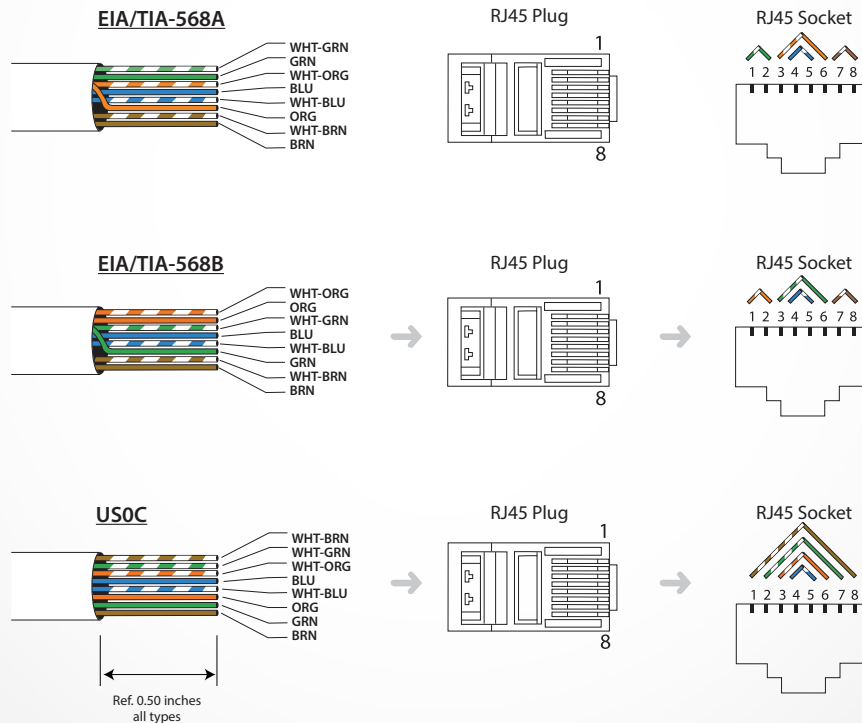 EIA/TIA-568A
WHT-GRN
GRN
WHT-ORG
BLU
WHT-BLU
ORG
WHT-BRN
BRN
RJ45 Plug
1
8
RJ45 Socket
1 2 3 4 5 6 7 8
EIA/TIA-568B
WHT-ORG
ORG
WHT-GRN
BLU
WHT-BLU
GRN
WHT-BRN
BRN
RJ45 Plug
1
8
RJ45 Socket
1 2 3 4 5 6 7 8
US0C
WHT-BRN
WHT-GRN
WHT-ORG
BLU
WHT-BLU
ORG
GRN
BRN
Ref. 0.50 inches
all types
RJ45 Plug
1
8
RJ45 Socket
1 2 3 4 5 6 7 8